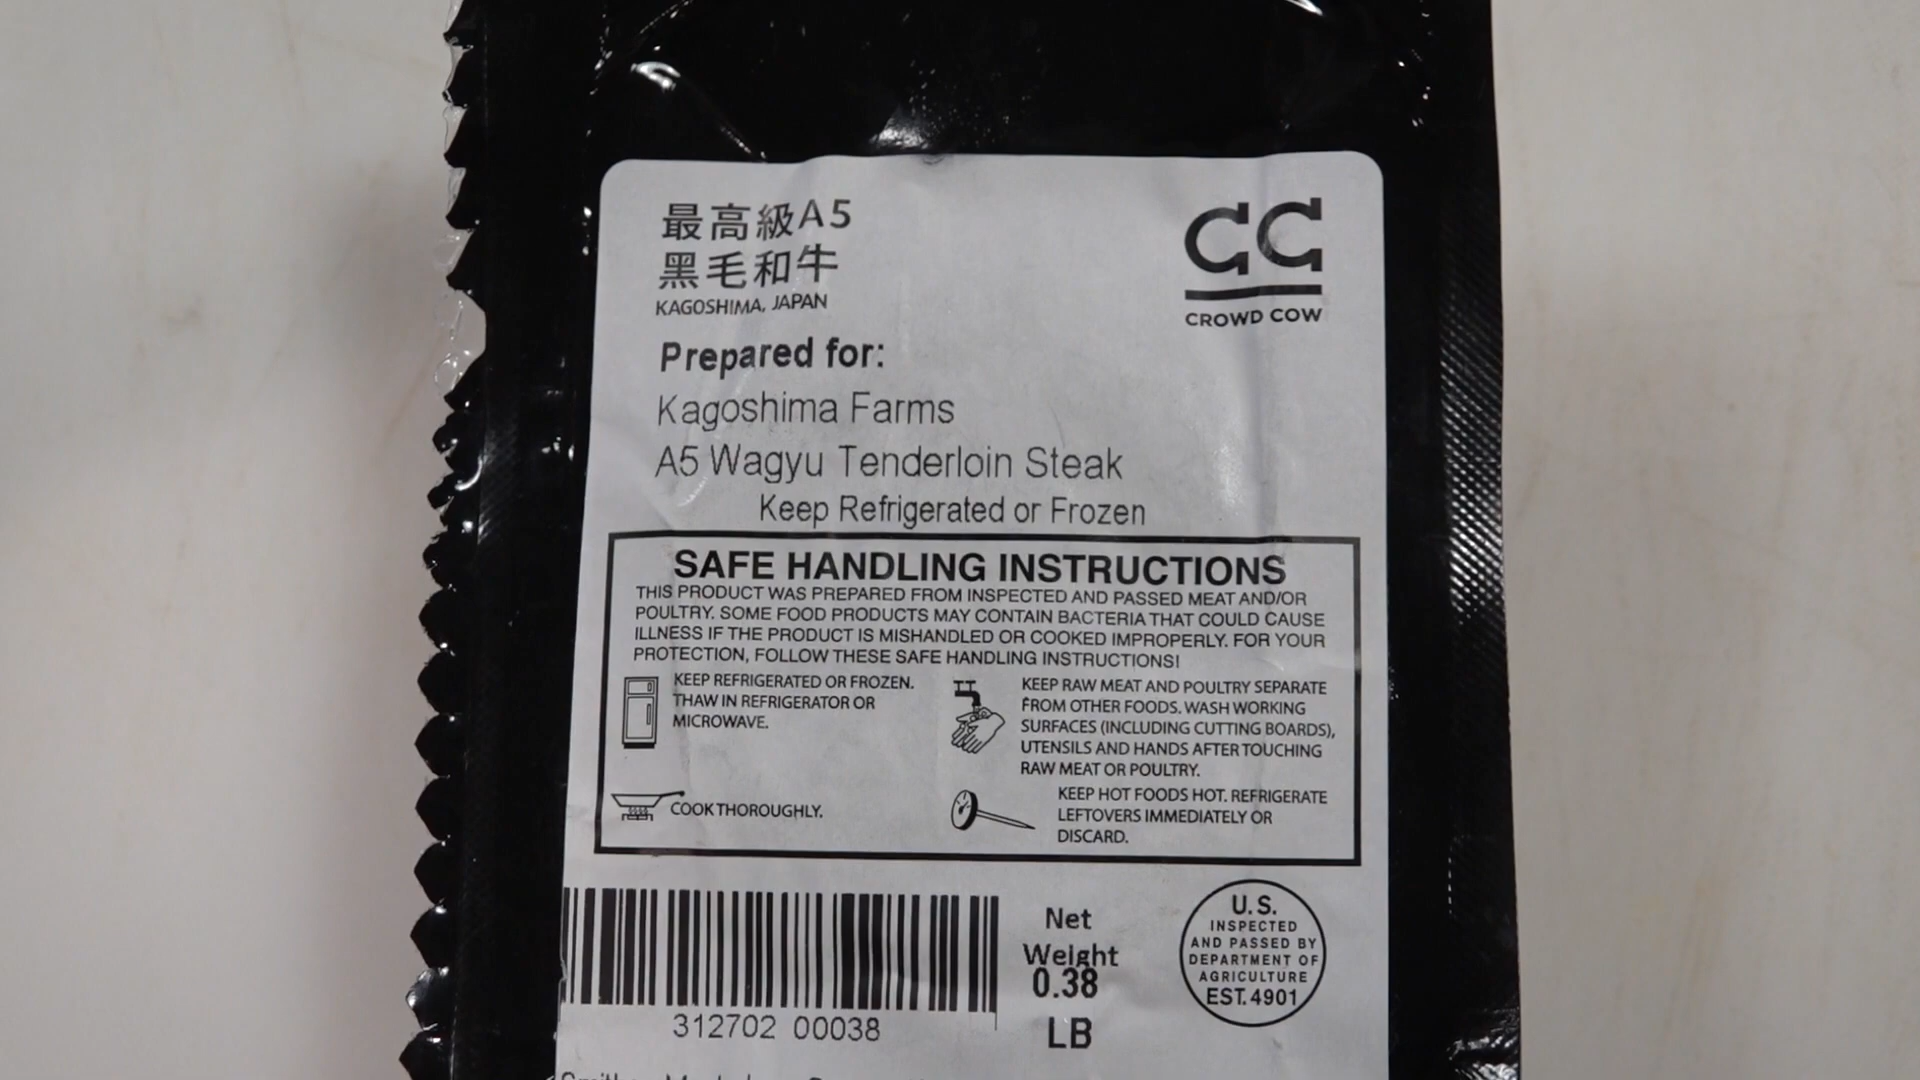 最高級A5
黑毛和牛
KAGOSHIMA, JAPAN
CC
CROWD COW
Prepared for:
Kagoshima Farms
A5 Wagyu Tenderloin Steak
Keep Refrigerated or Frozen
SAFE HANDLING INSTRUCTIONS
THIS PRODUCT WAS PREPARED FROM INSPECTED AND PASSED MEAT AND/OR
POULTRY. SOME FOOD PRODUCTS MAY CONTAIN BACTERIA THAT COULD CAUSE
ILLNESS IF THE PRODUCT IS MISHANDLED OR COOKED IMPROPERLY. FOR YOUR
PROTECTION, FOLLOW THESE SAFE HANDLING INSTRUCTIONS!
KEEP REFRIGERATED OR FROZEN.
THAW IN REFRIGERATOR OR
MICROWAVE.
KEEP RAW MEAT AND POULTRY SEPARATE
FROM OTHER FOODS. WASH WORKING
SURFACES (INCLUDING CUTTING BOARDS),
UTENSILS AND HANDS AFTER TOUCHING
RAW MEAT OR POULTRY.
COOK THOROUGHLY.
KEEP HOT FOODS HOT. REFRIGERATE
LEFTOVERS IMMEDIATELY OR
DISCARD.
312702 00038
Net
Weight
0.38
LB
U.S.
INSPECTED
AND PASSED BY
DEPARTMENT OF
AGRICULTURE
EST. 4901